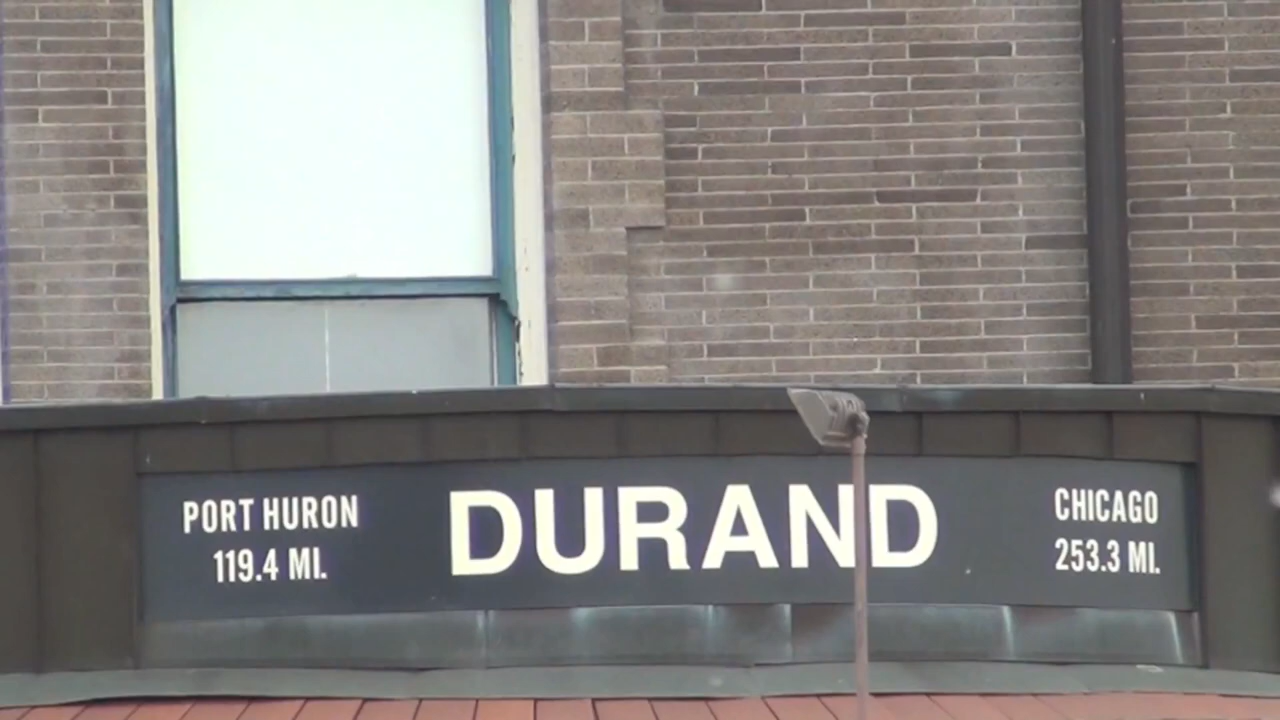 PORT HURON
119.4 MI.
DURAND
CHICAGO
253.3 MI.